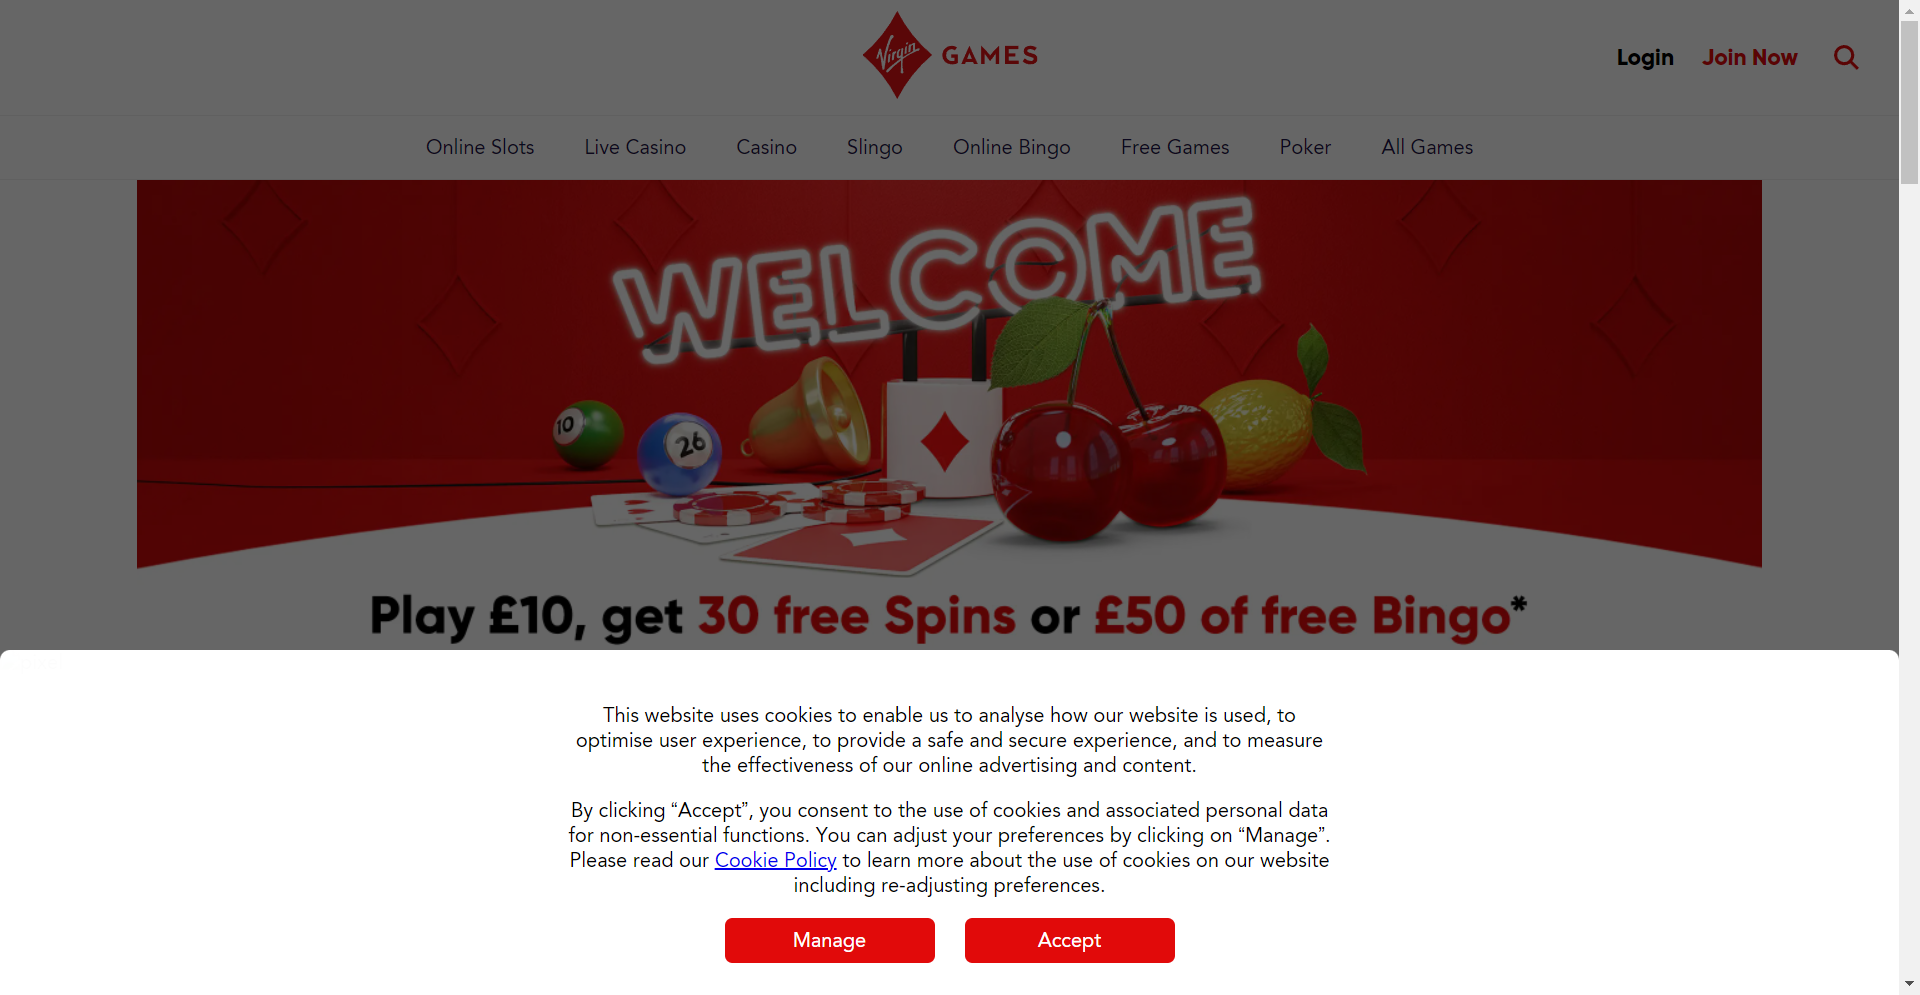 Virgin GAMES
Login
Join Now
Online Slots
Live Casino
Casino
Slingo
Online Bingo
Free Games
Poker
All Games
WELCOME
10
26
Play £10, get 30 free Spins or £50 of free Bingo*
This website uses cookies to enable us to analyse how our website is used, to
optimise user experience, to provide a safe and secure experience, and to measure
the effectiveness of our online advertising and content.
By clicking “Accept”, you consent to the use of cookies and associated personal data
for non-essential functions. You can adjust your preferences by clicking on “Manage”.
Please read our Cookie Policy to learn more about the use of cookies on our website
including re-adjusting preferences.
Manage
Accept